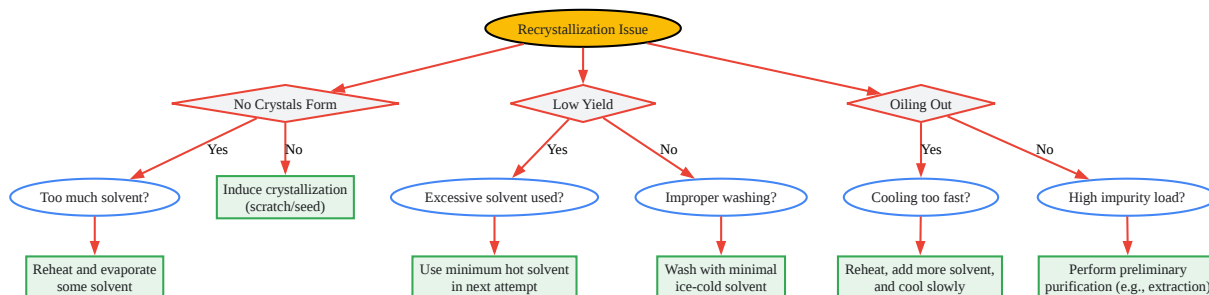 Recrystallization Issue
No Crystals Form
Low Yield
Oiling Out
Yes
No
Yes
No
Yes
No
Too much solvent?
Induce crystallization
(scratch/seed)
Excessive solvent used?
Improper washing?
Cooling too fast?
High impurity load?
Reheat and evaporate
some solvent
Use minimum hot solvent
in next attempt
Wash with minimal
ice-cold solvent
Reheat, add more solvent,
and cool slowly
Perform preliminary
purification (e.g., extraction)